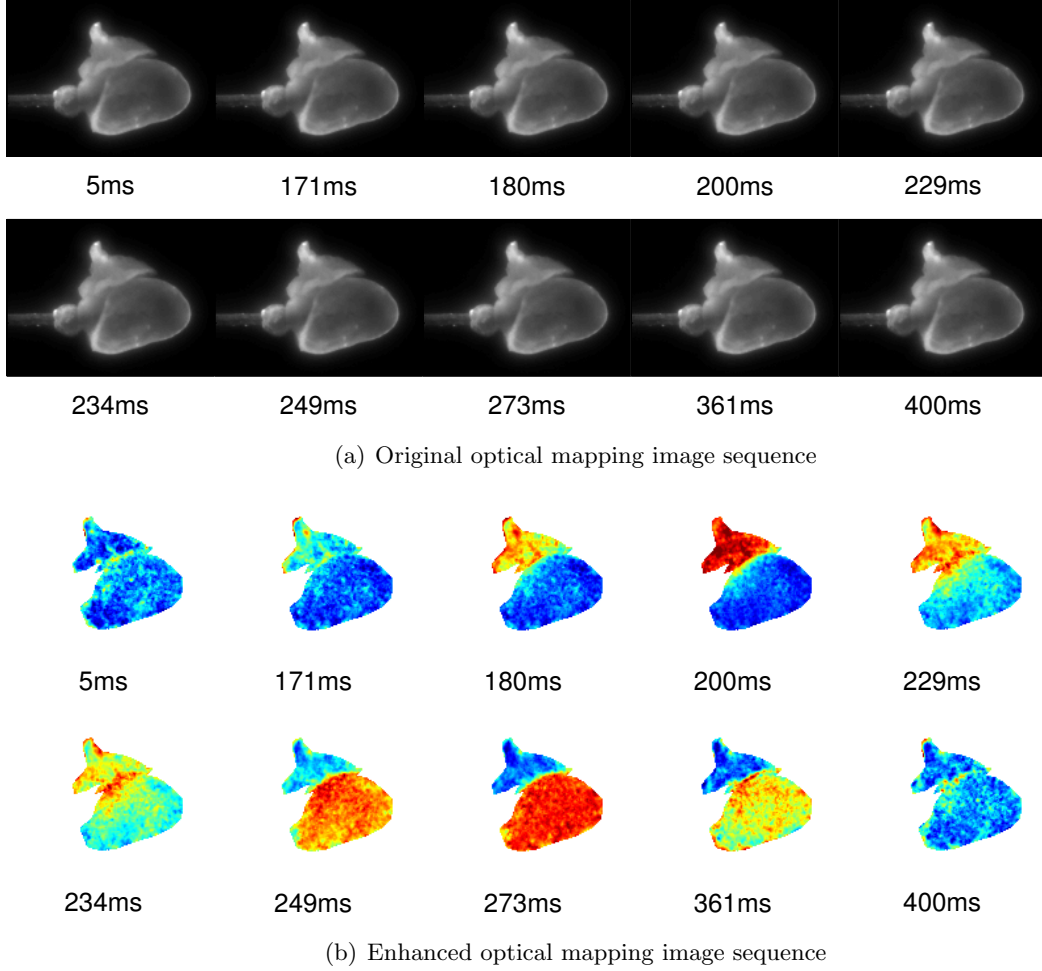 5ms 171ms 180ms 200ms 229ms
234ms 249ms 273ms 361ms 400ms
(a) Original optical mapping image sequence
5ms 171ms 180ms 200ms 229ms
234ms 249ms 273ms 361ms 400ms
(b) Enhanced optical mapping image sequence